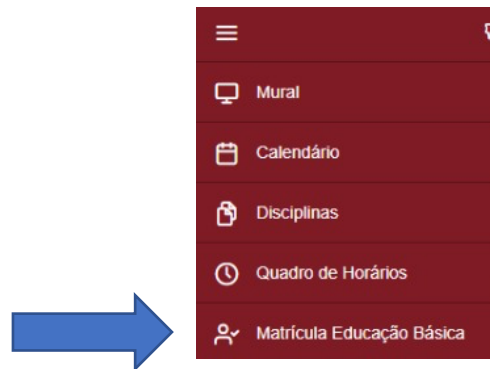 Mural
Calendário
Disciplinas
Quadro de Horários
Matrícula Educação Básica